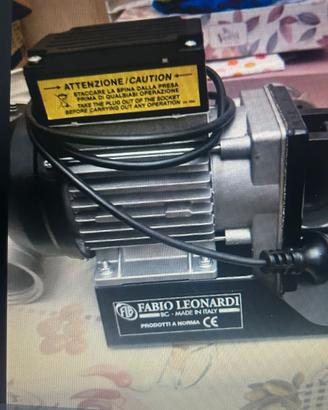 ATTENZIONE/CAUTION
STACCARE LA SPINA DALLA PRESA
PRIMA DI QUALSIASI OPERAZIONE
TAKE THE PLUG OUT OF THE SOCKET
BEFORE CARRYING OUT ANY OPERATION
FABIO LEONARDI
BC - MADE IN ITALY
PRODOTTI A NORMA CE